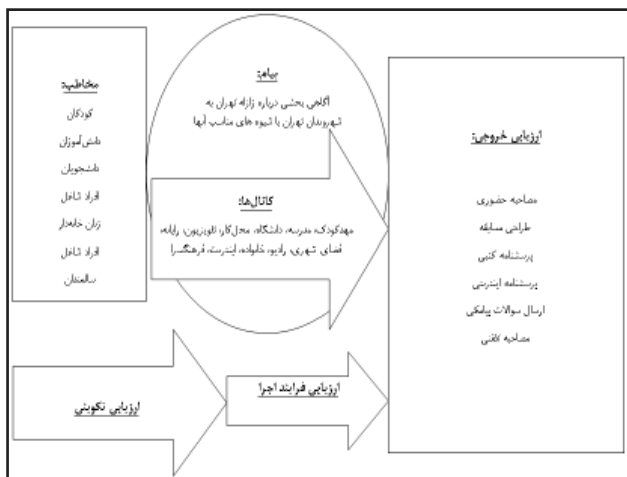 مخاطب:
کودکان
دانش‌آموزان
دانشجویان
افراد شاغل
زنان خانه‌دار
افراد شاغل
سالمندان
پیام:
آگاهی بخشی درباره زلزله تهران به
شهروندان تهران با شیوه های مناسب آنها
کانال‌ها:
مهدکودک، مدرسه، دانشگاه، محل‌کار، تلویزیون، رایانه،
فضای شهری، رادیو، خانواده، اینترنت، فرهنگسرا
ارزیابی خروجی:
مصاحبه حضوری
طراحی مسابقه
پرسشنامه کتبی
پرسشنامه اینترنتی
ارسال سوالات پیامکی
مصاحبه تلفنی
ارزیابی تکوینی
ارزیابی فرایند اجرا